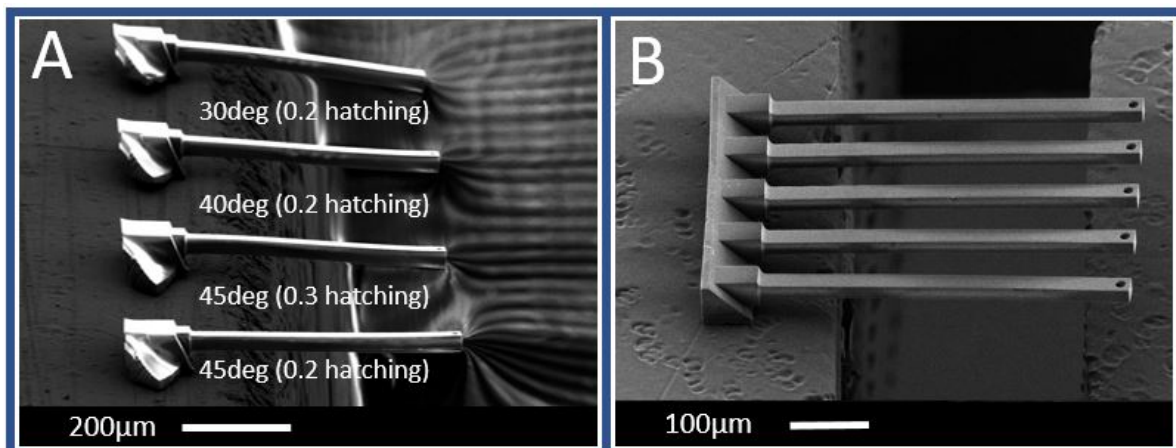 A
30deg (0.2 hatching)
40deg (0.2 hatching)
45deg (0.3 hatching)
45deg (0.2 hatching)
200μm
B
100μm